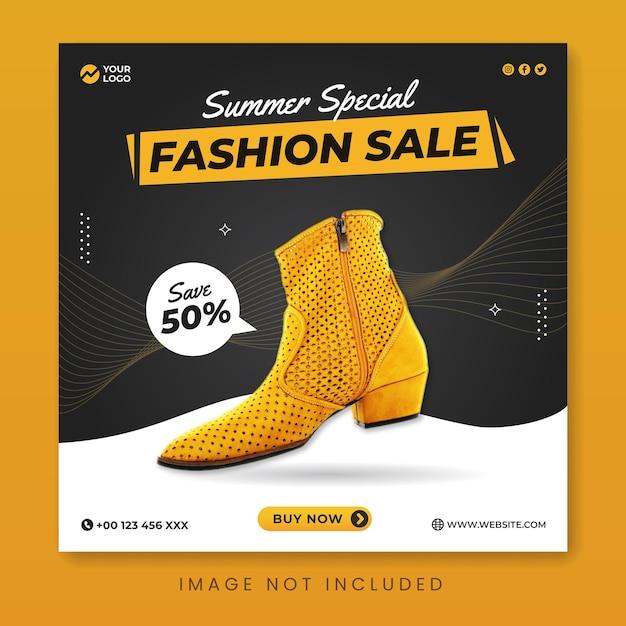 YOUR
LOGO
Summer Special
FASHION SALE
Save
50%
+00 123 456 XXX
BUY NOW
WWW.WEBSITE.COM
IMAGE NOT INCLUDED